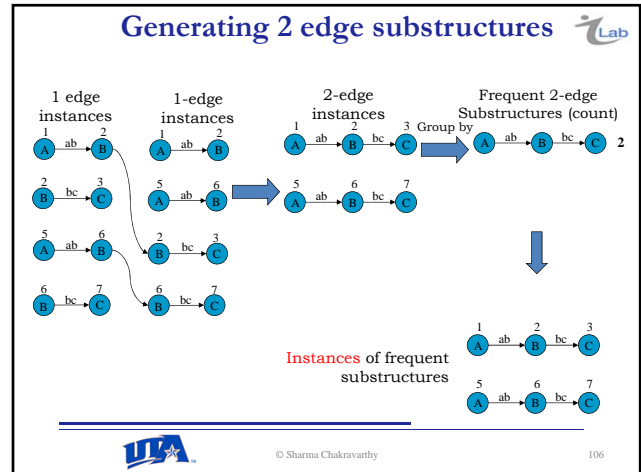 Generating 2 edge substructures
iLab
1 edge
instances
1 2
A ab B
2 3
B bc C
5 6
A ab B
6 7
B bc C
1-edge
instances
1 2
A ab B
5 6
A ab B
2 3
B bc C
6 7
B bc C
2-edge
instances
1 2 3
A ab B bc C
5 6 7
A ab B bc C
Group by
Frequent 2-edge
Substructures (count)
A ab B bc C 2
Instances of frequent
substructures
1 2 3
A ab B bc C
5 6 7
A ab B bc C
UTA
© Sharma Chakravarthy
106